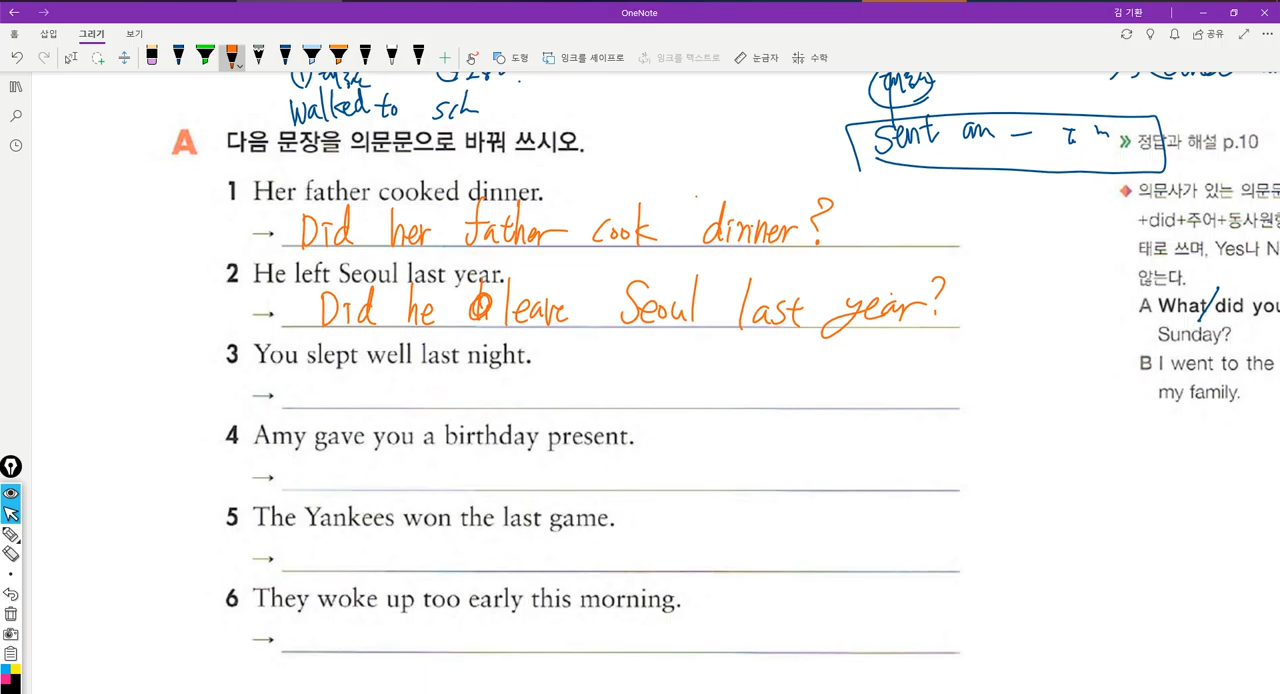 OneNote
김 기환
홈 삽입 그리기 보기
공유
도형 잉크를 셰이프로 잉크를 텍스트로 눈금자 수학
walked to sch
sent an –
A 다음 문장을 의문문으로 바꿔 쓰시오.
정답과 해설 p.10
1 Her father cooked dinner.
→ Did her father cook dinner?
2 He left Seoul last year.
→ Did he leave Seoul last year?
3 You slept well last night.
→
4 Amy gave you a birthday present.
→
5 The Yankees won the last game.
→
6 They woke up too early this morning.
→
의문사가 있는 의문문
+did+주어+동사원형
태로 쓰며, Yes나 N
않는다.
A What did you
Sunday?
B I went to the
my family.